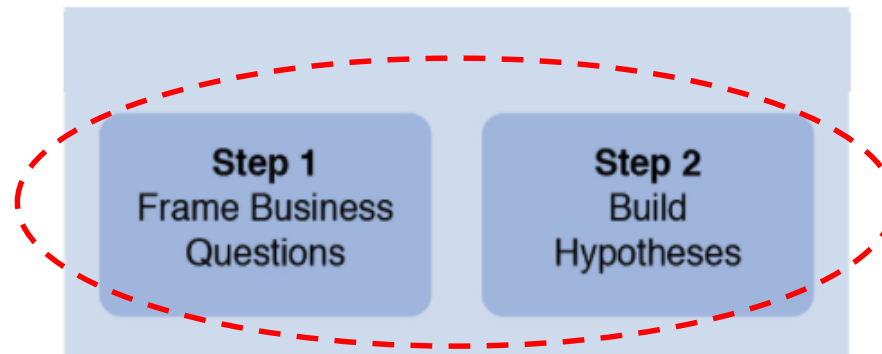 Step 1
Frame Business
Questions
Step 2
Build
Hypotheses